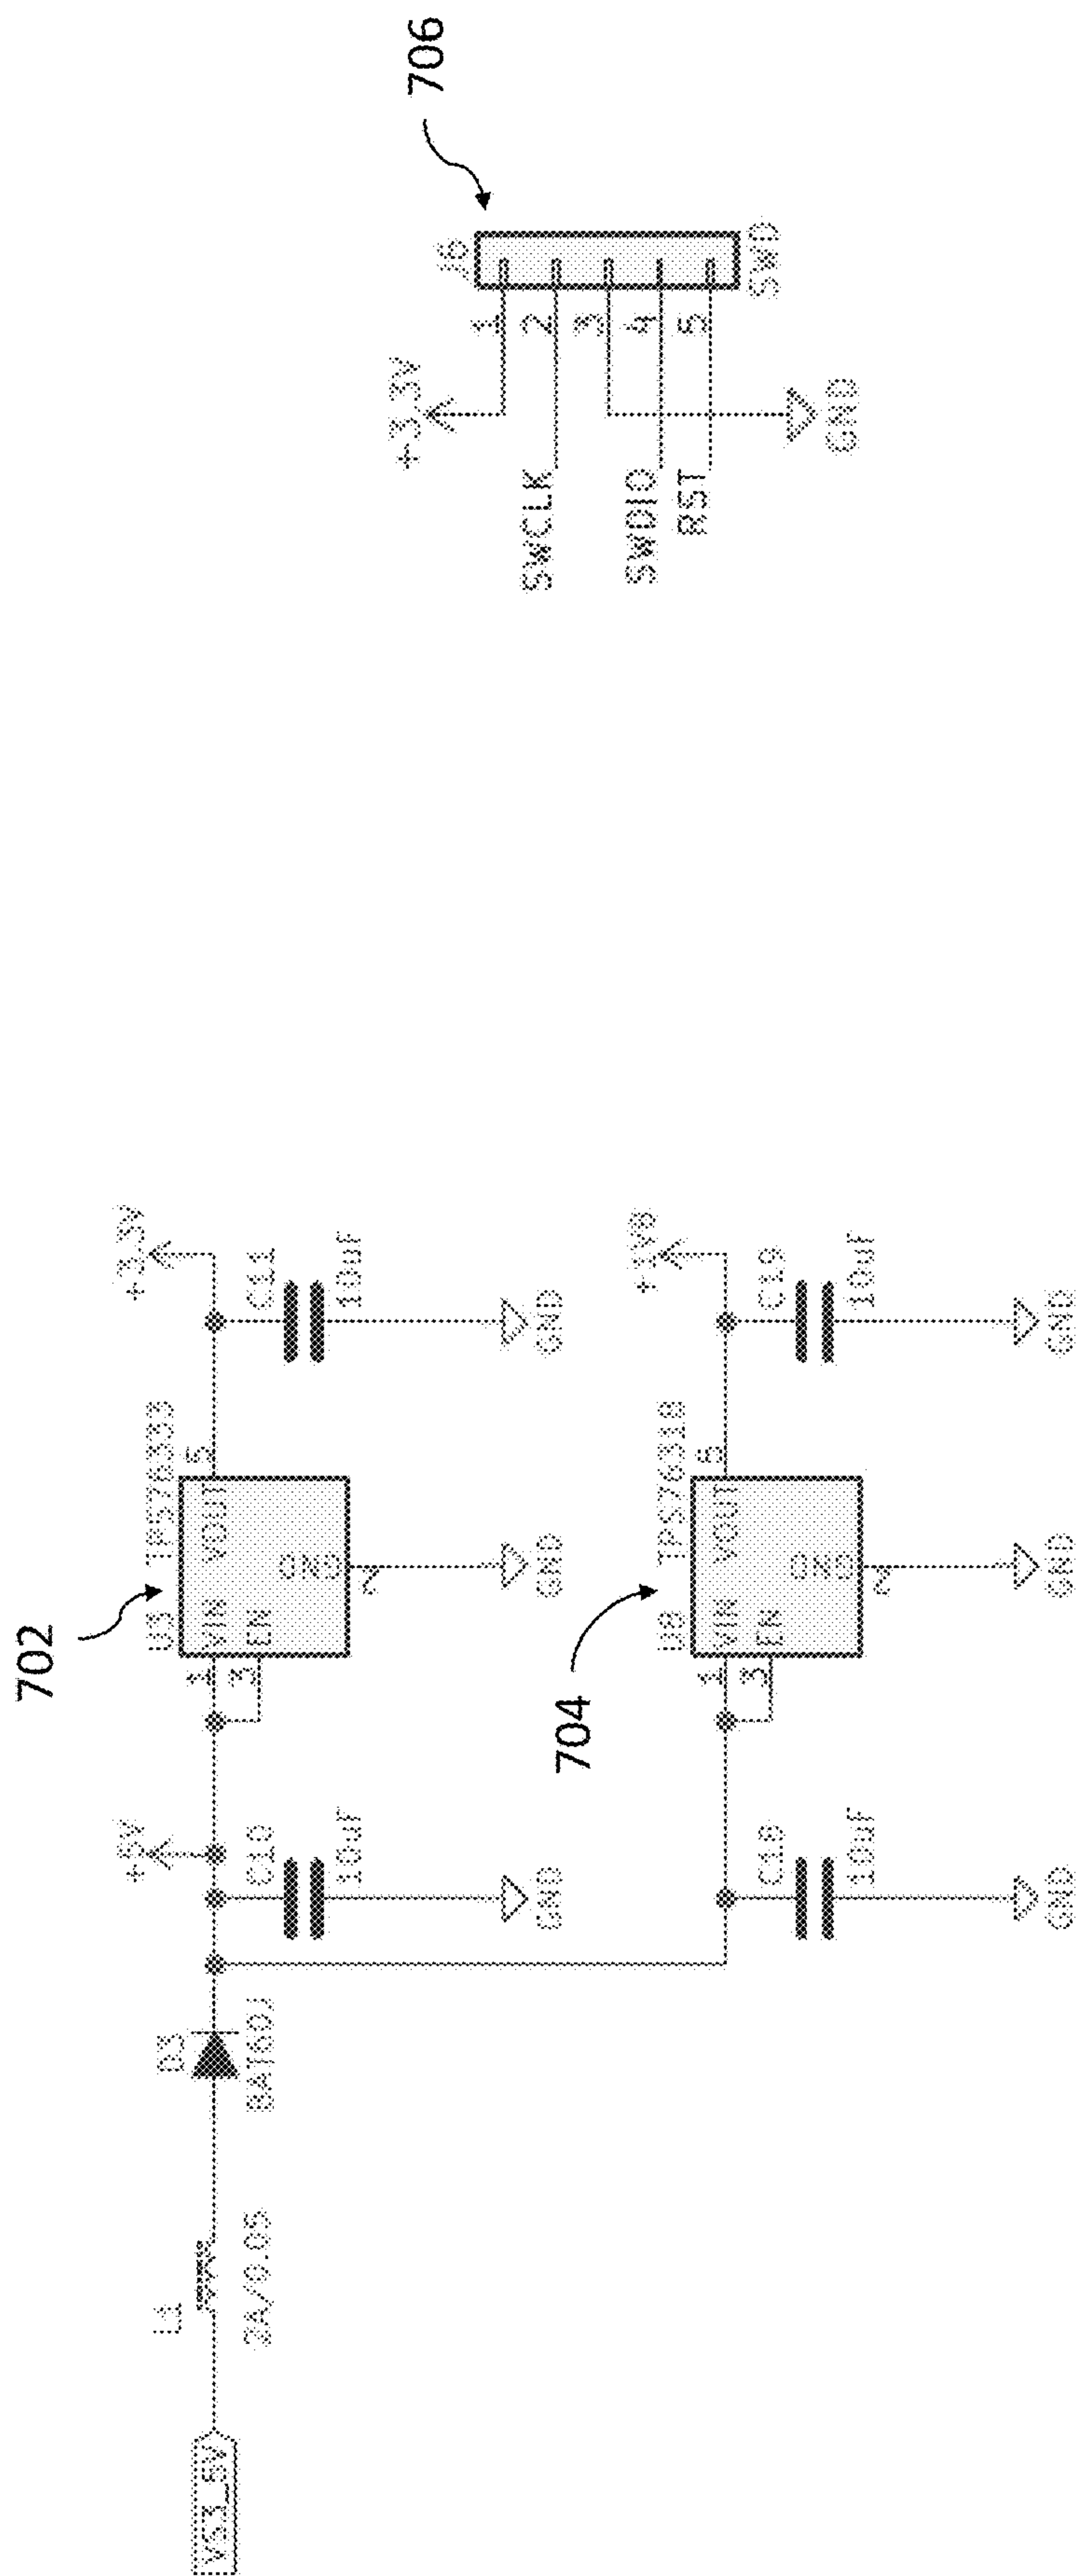 VS3_5V
L1
2A/0.05
D3
BAT60J
+5V
C10
10uF
GND
702
U5
TPS76333
1
VIN
3
EN
VOUT
5
GND
2
GND
+3.3V
C11
10uF
GND
C18
10uF
GND
704
TPS76318
1
VIN
3
EN
VOUT
5
GND
2
GND
+1V8
C19
10uF
GND
706
J6
+3.3V
1
SWCLK
2
3
SWDIO
4
RST
5
GND
SWD